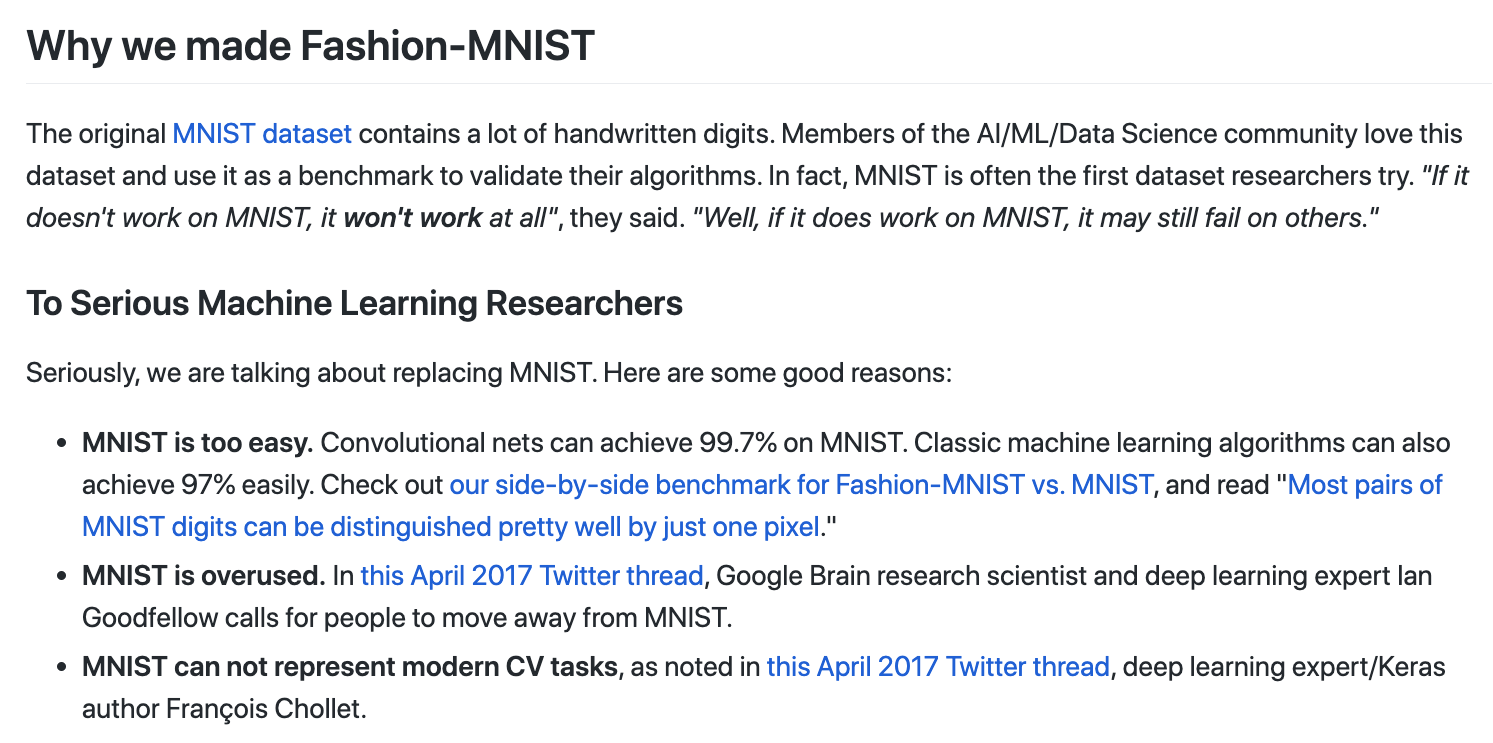 Why we made Fashion-MNIST
The original MNIST dataset contains a lot of handwritten digits. Members of the AI/ML/Data Science community love this
dataset and use it as a benchmark to validate their algorithms. In fact, MNIST is often the first dataset researchers try. "If it
doesn't work on MNIST, it won't work at all", they said. "Well, if it does work on MNIST, it may still fail on others."
To Serious Machine Learning Researchers
Seriously, we are talking about replacing MNIST. Here are some good reasons:
• MNIST is too easy. Convolutional nets can achieve 99.7% on MNIST. Classic machine learning algorithms can also
achieve 97% easily. Check out our side-by-side benchmark for Fashion-MNIST vs. MNIST, and read "Most pairs of
MNIST digits can be distinguished pretty well by just one pixel."
• MNIST is overused. In this April 2017 Twitter thread, Google Brain research scientist and deep learning expert Ian
Goodfellow calls for people to move away from MNIST.
• MNIST can not represent modern CV tasks, as noted in this April 2017 Twitter thread, deep learning expert/Keras
author François Chollet.